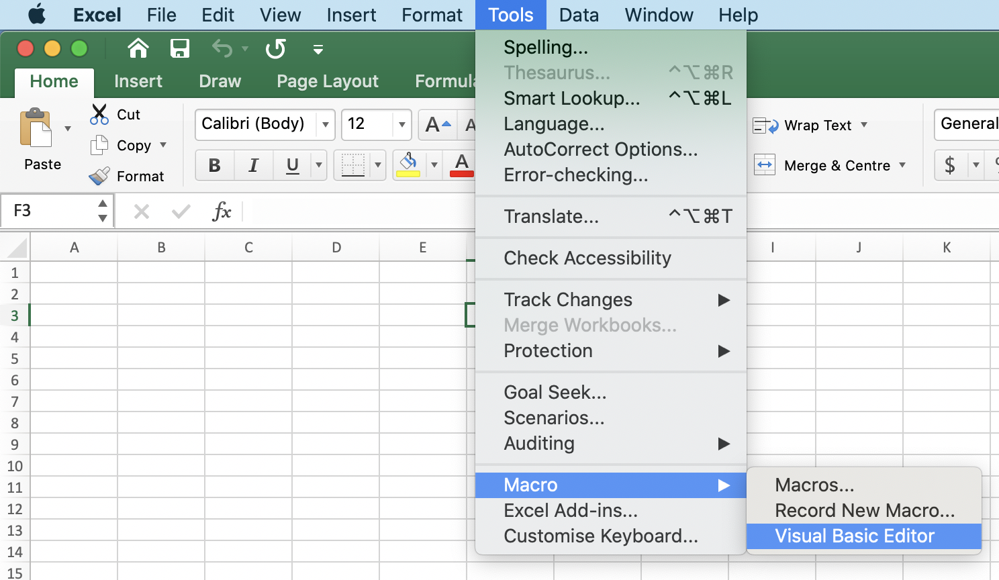 Excel File Edit View Insert Format Tools Data Window Help
Home Insert Draw Page Layout
Paste
Cut
Copy
Format
Calibri (Body) 12 A A
B I U A
Wrap Text
Merge & Centre
General
$
F3 fx
A B C D E I J K
1
2
3
4
5
6
7
8
9
10
11
12
13
14
15
Spelling...
Thesaurus... ^⌥⌘R
Smart Lookup... ^⌥⌘L
Language...
AutoCorrect Options...
Error-checking...
Translate... ^⌥⌘T
Check Accessibility
Track Changes
Merge Workbooks...
Protection
Goal Seek...
Scenarios...
Auditing
Macro
Excel Add-ins...
Customise Keyboard...
Macros...
Record New Macro...
Visual Basic Editor